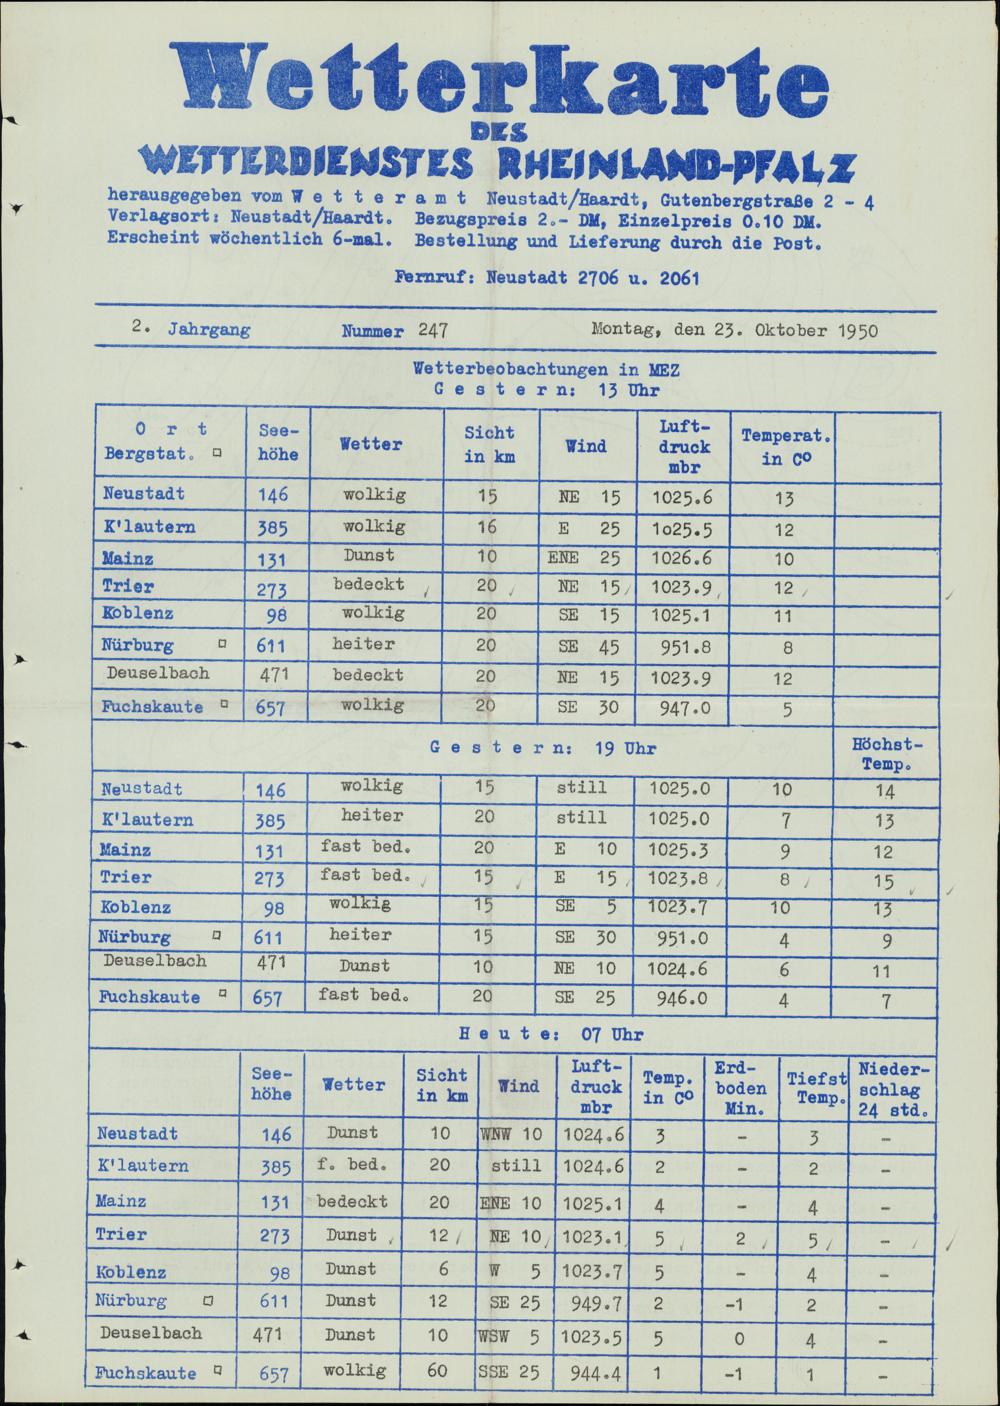 Wetterkarte
DES
WETTERDIENSTES RHEINLAND-PFALZ
herausgegeben vom W e t t e r a m t Neustadt/Haardt, Gutenbergstraße 2 - 4
Verlagsort: Neustadt/Haardt. Bezugspreis 2.- DM, Einzelpreis 0.10 DM.
Erscheint wöchentlich 6-mal. Bestellung und Lieferung durch die Post.
Fernruf: Neustadt 2706 u. 2061
2. Jahrgang Nummer 247 Montag, den 23. Oktober 1950
Wetterbeobachtungen in MEZ
G e s t e r n: 13 Uhr
O r t Bergstat. □ See-höhe Wetter Sicht in km Wind Luft-druck mbr Temperat. in C°
Neustadt 146 wolkig 15 NE 15 1025.6 13
K'lautern 385 wolkig 16 E 25 1o25.5 12
Mainz 131 Dunst 10 ENE 25 1026.6 10
Trier 273 bedeckt 20 NE 15 1023.9 12
Koblenz 98 wolkig 20 SE 15 1025.1 11
Nürburg □ 611 heiter 20 SE 45 951.8 8
Deuselbach 471 bedeckt 20 NE 15 1023.9 12
Fuchskaute □ 657 wolkig 20 SE 30 947.0 5
G e s t e r n: 19 Uhr Höchst-Temp.
Neustadt 146 wolkig 15 still 1025.0 10 14
K'lautern 385 heiter 20 still 1025.0 7 13
Mainz 131 fast bed. 20 E 10 1025.3 9 12
Trier 273 fast bed. 15 E 15 1023.8 8 15
Koblenz 98 wolkig 15 SE 5 1023.7 10 13
Nürburg □ 611 heiter 15 SE 30 951.0 4 9
Deuselbach 471 Dunst 10 NE 10 1024.6 6 11
Fuchskaute □ 657 fast bed. 20 SE 25 946.0 4 7
H e u t e: 07 Uhr
See-höhe Wetter Sicht in km Wind Luft-druck mbr Temp. in C° Erd-boden Min. Tiefst Temp. Nieder-schlag 24 std.
Neustadt 146 Dunst 10 WNW 10 1024.6 3 - 3 -
K'lautern 385 f. bed. 20 still 1024.6 2 - 2 -
Mainz 131 bedeckt 20 ENE 10 1025.1 4 - 4 -
Trier 273 Dunst 12 NE 10 1023.1 5 2 5 -
Koblenz 98 Dunst 6 W 5 1023.7 5 - 4 -
Nürburg □ 611 Dunst 12 SE 25 949.7 2 -1 2 -
Deuselbach 471 Dunst 10 WSW 5 1023.5 5 0 4 -
Fuchskaute □ 657 wolkig 60 SSE 25 944.4 1 -1 1 -